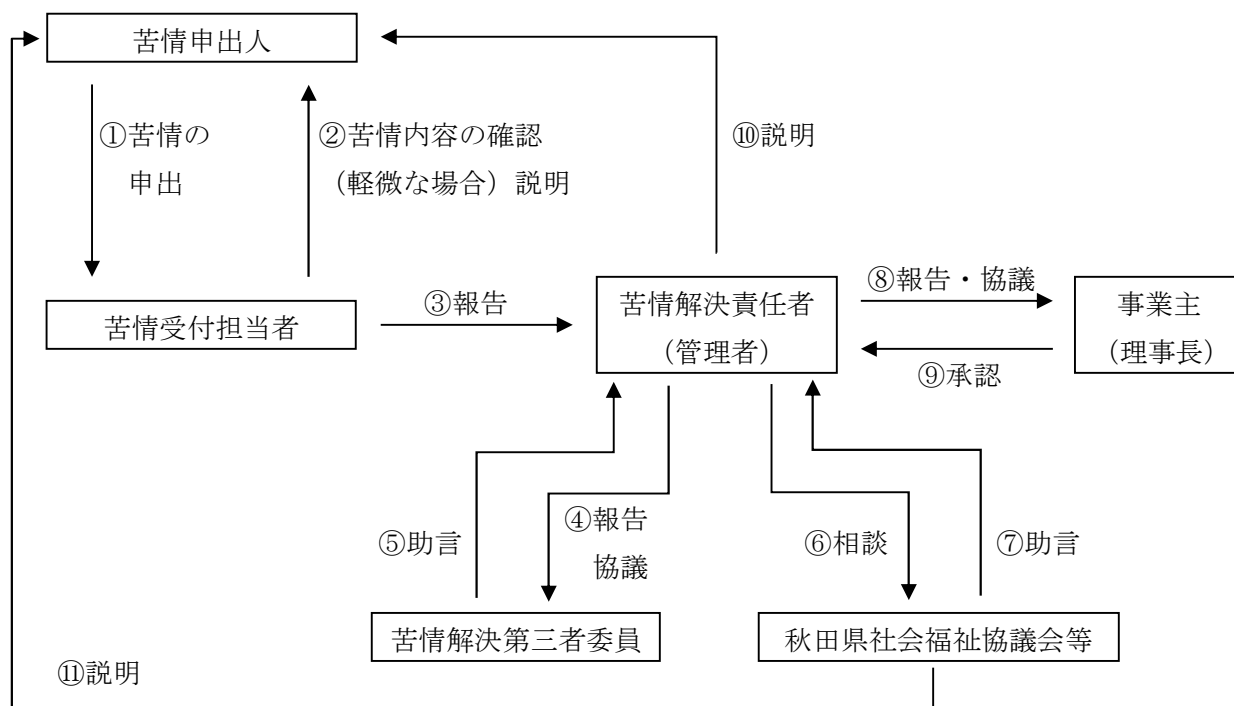 苦情申出人
①苦情の
申出
②苦情内容の確認
（軽微な場合）説明
⑩説明
苦情受付担当者
③報告
苦情解決責任者
（管理者）
⑧報告・協議
⑨承認
事業主
（理事長）
⑤助言
④報告
協議
⑥相談
⑦助言
苦情解決第三者委員
秋田県社会福祉協議会等
⑪説明